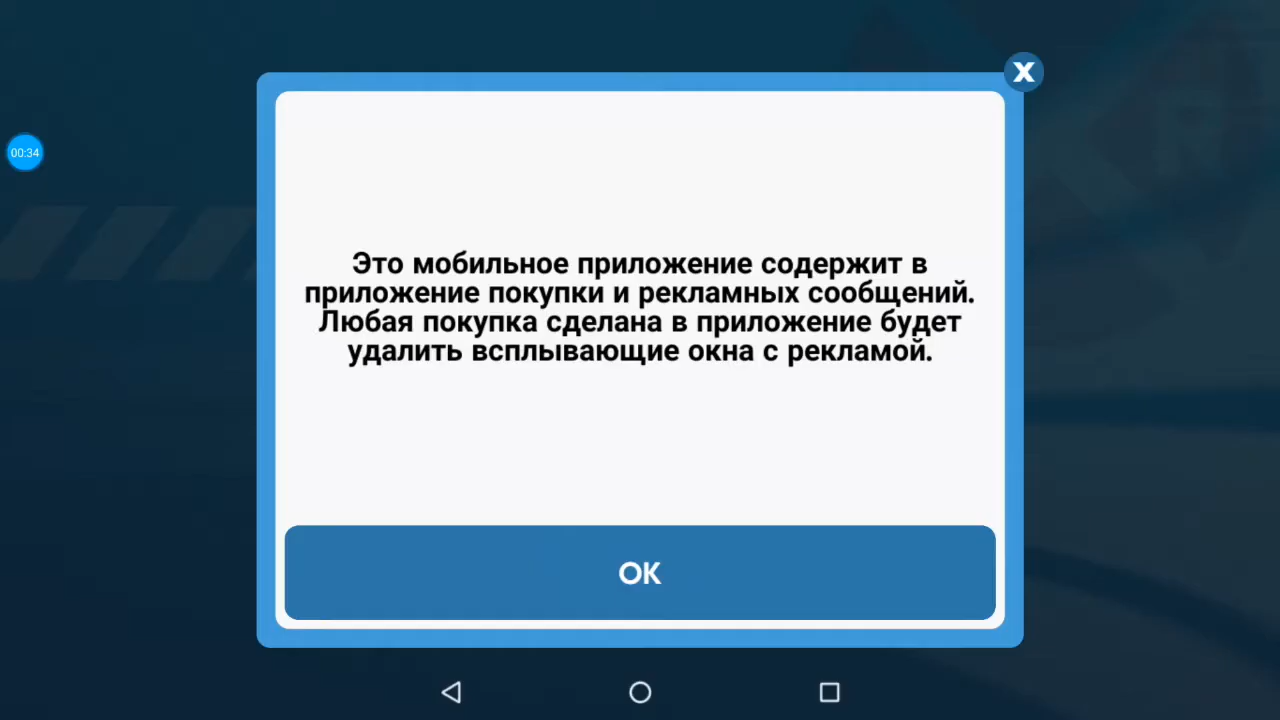 X
00:34
Это мобильное приложение содержит в
приложение покупки и рекламных сообщений.
Любая покупка сделана в приложение будет
удалить всплывающие окна с рекламой.
OK